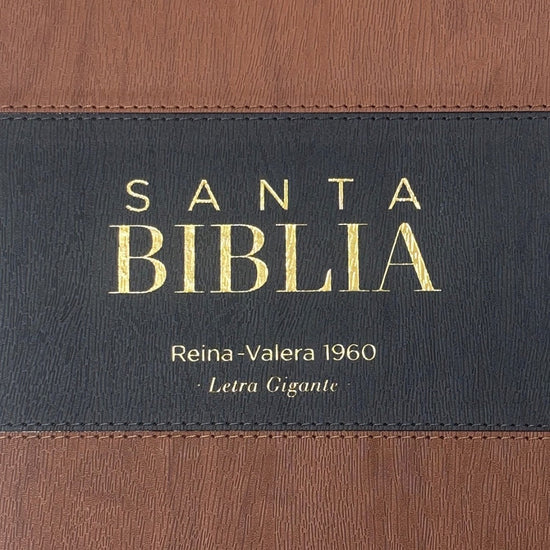 SANTA
BIBLIA
Reina-Valera 1960
· Letra Gigante ·